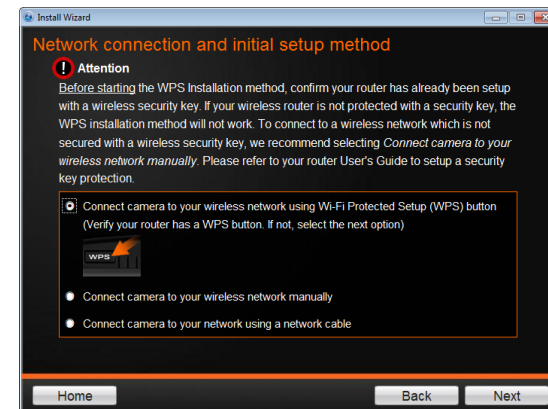 Install Wizard
Network connection and initial setup method
! Attention
Before starting the WPS Installation method, confirm your router has already been setup
with a wireless security key. If your wireless router is not protected with a security key, the
WPS installation method will not work. To connect to a wireless network which is not
secured with a wireless security key, we recommend selecting Connect camera to your
wireless network manually. Please refer to your router User's Guide to setup a security
key protection.
Connect camera to your wireless network using Wi-Fi Protected Setup (WPS) button
(Verify your router has a WPS button. If not, select the next option)
WPS
Connect camera to your wireless network manually
Connect camera to your network using a network cable
Home Back Next